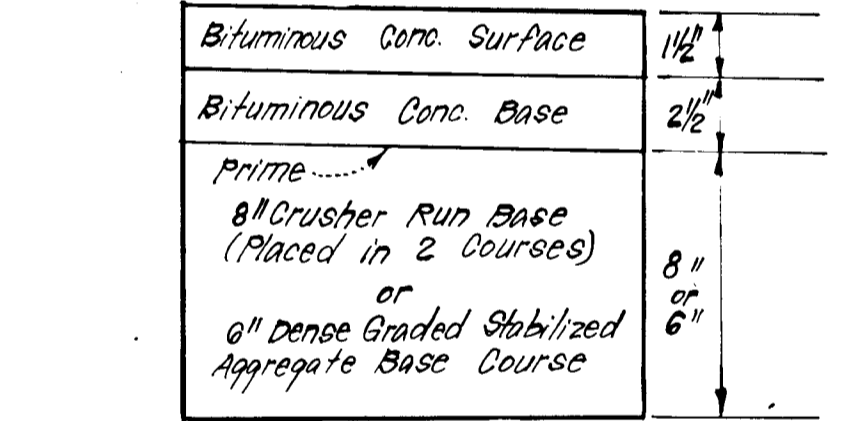 Bituminous Conc. Surface
1½"
Bituminous Conc. Base
2½"
Prime
8" Crusher Run Base
(Placed in 2 Courses)
or
6" Dense Graded Stabilized
Aggregate Base Course
8"
or
6"